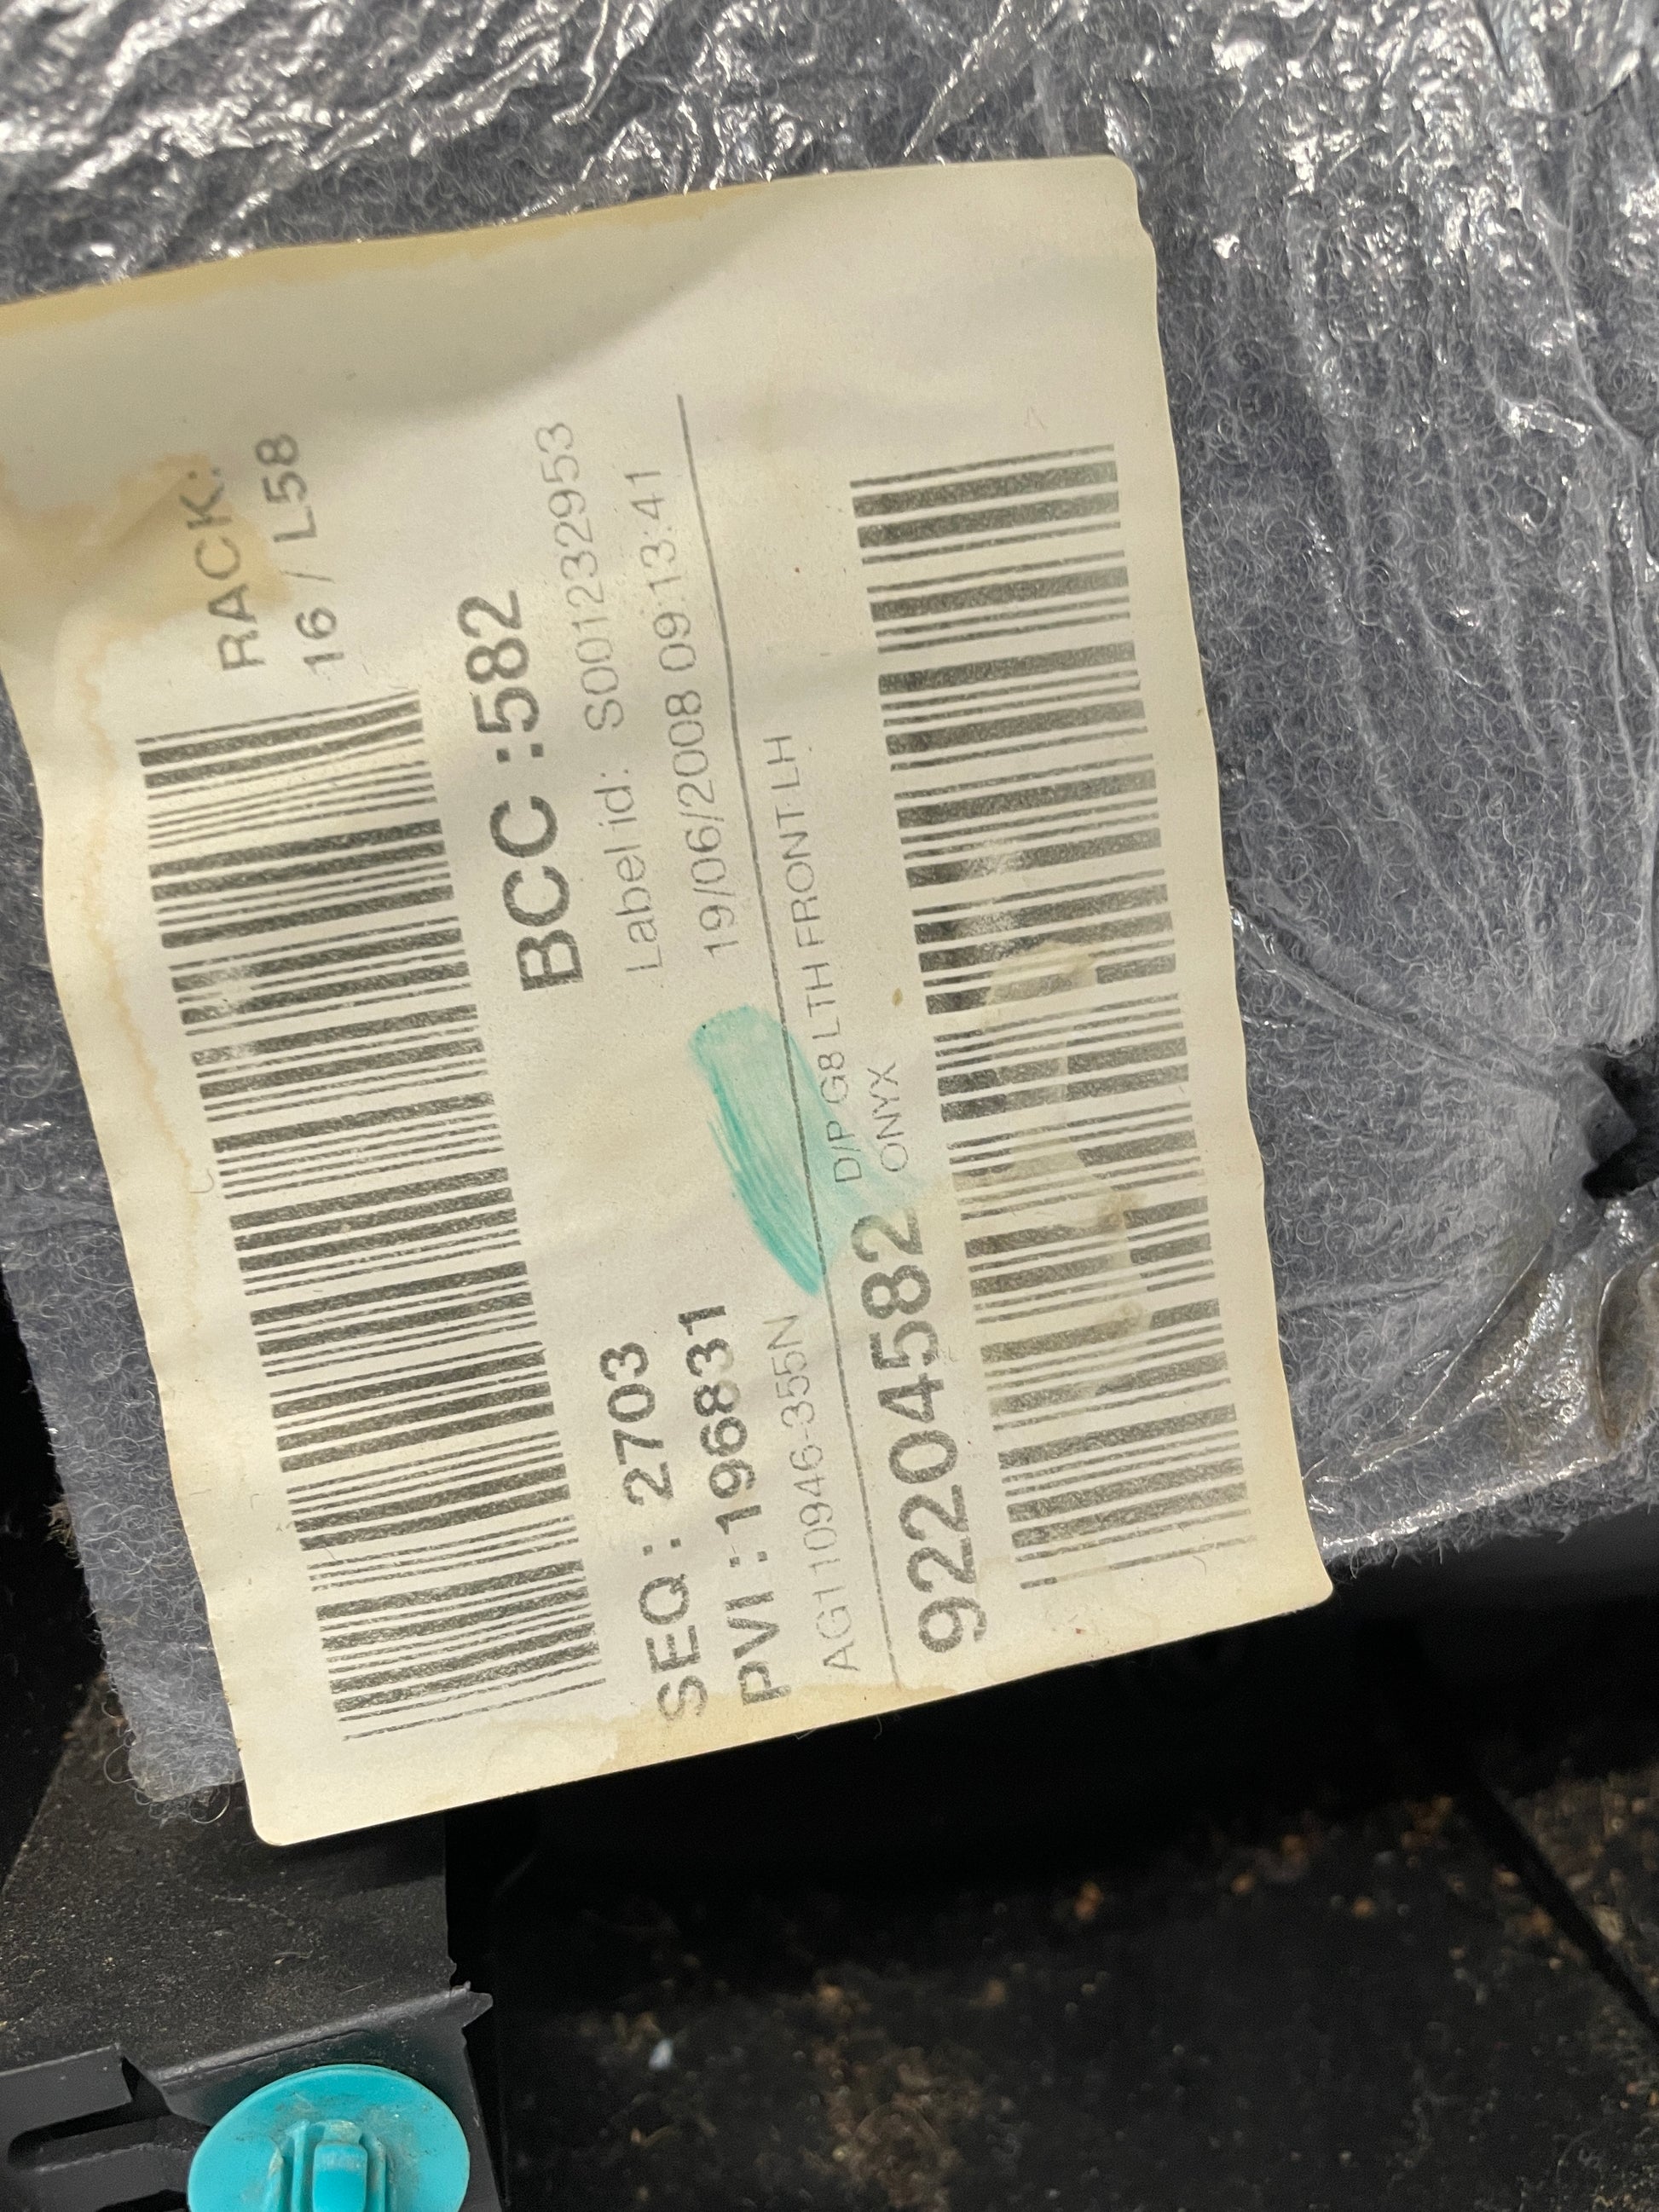 RACK:
16 / L58
BCC :582
SEQ : 2703
Label id: S001232953
PVI : 196831
19/06/2008 09:13:41
AG110946-355N
92204582
D/P G8 LTH FRONT LH
ONYX